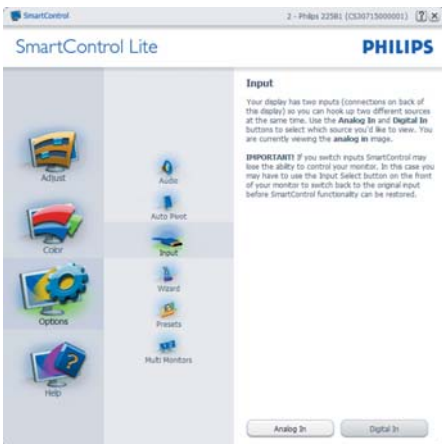 SmartControl
2 - Philips 225B1 (CS30715000001)
SmartControl Lite
PHILIPS
Adjust
Color
Options
Help
Audio
Auto Pivot
Input
Wizard
Presets
Multi Monitors
Input
Your display has two inputs (connections on back of
the display) so you can hook up two different sources
at the same time. Use the Analog In and Digital In
buttons to select which source you'd like to view. You
are currently viewing the analog in image.
IMPORTANT! If you switch inputs SmartControl may
lose the ability to control your monitor. In this case you
may have to use the Input Select button on the front
of your monitor to switch back to the original input
before SmartControl functionality can be restored.
Analog In
Digital In